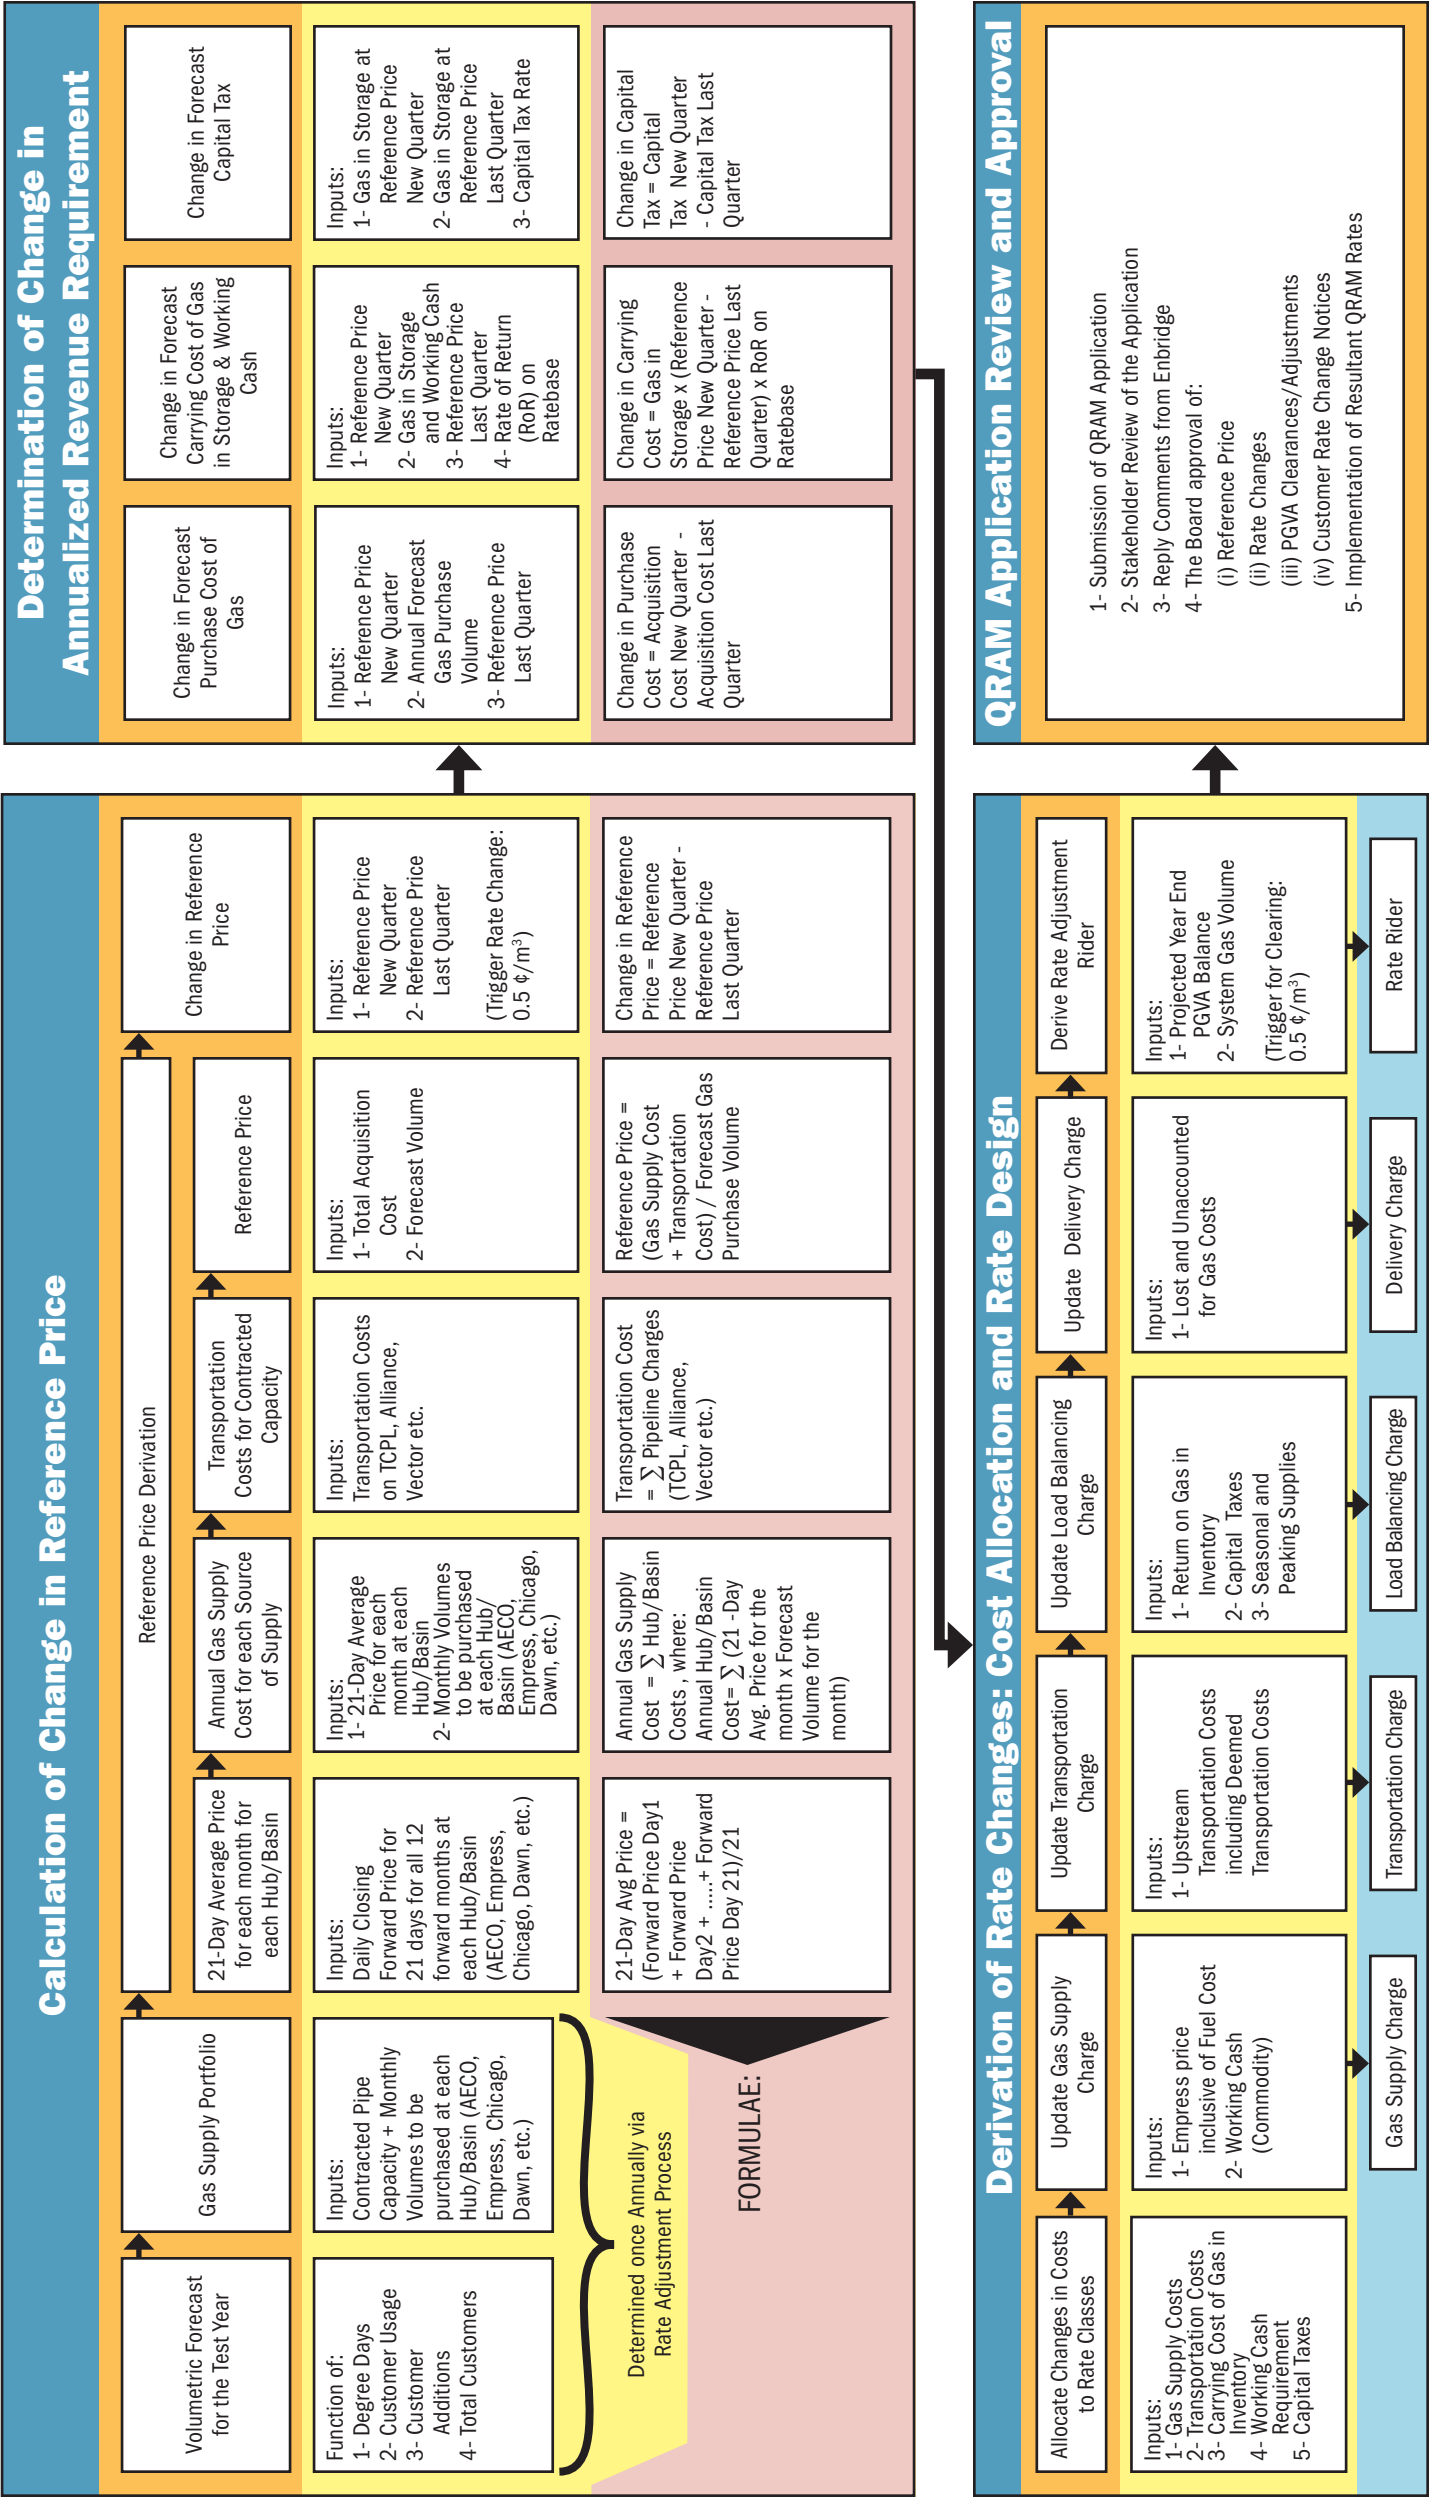 Calculation of Change in Reference Price
Volumetric Forecast
for the Test Year
Gas Supply Portfolio
Reference Price Derivation
21-Day Average Price
for each month for
each Hub/Basin
Annual Gas Supply
Cost for each Source
of Supply
Transportation
Costs for Contracted
Capacity
Reference Price
Change in Reference
Price
Function of:
1- Degree Days
2- Customer Usage
3- Customer
Additions
4- Total Customers
Inputs:
Contracted Pipe
Capacity + Monthly
Volumes to be
purchased at each
Hub/Basin (AECO,
Empress, Chicago,
Dawn, etc.)
Inputs:
Daily Closing
Forward Price for
21 days for all 12
forward months at
each Hub/Basin
(AECO, Empress,
Chicago, Dawn, etc.)
Inputs:
1- 21-Day Average
Price for each
month at each
Hub/Basin
2- Monthly Volumes
to be purchased
at each Hub/
Basin (AECO,
Empress, Chicago,
Dawn, etc.)
Inputs:
Transportation Costs
on TCPL, Alliance,
Vector etc.
Inputs:
1- Total Acquisition
Cost
2- Forecast Volume
Inputs:
1- Reference Price
New Quarter
2- Reference Price
Last Quarter
(Trigger Rate Change:
0.5 ¢/m³)
Determined once Annually via
Rate Adjustment Process
FORMULAE:
21-Day Avg Price =
(Forward Price Day1
+ Forward Price
Day2 + .....+ Forward
Price Day 21)/21
Annual Gas Supply
Cost = ∑ Hub/Basin
Costs , where:
Annual Hub/Basin
Cost= ∑ (21 -Day
Avg. Price for the
month x Forecast
Volume for the
month)
Transportation Cost
= ∑ Pipeline Charges
(TCPL, Alliance,
Vector etc.)
Reference Price =
(Gas Supply Cost
+ Transportation
Cost) / Forecast Gas
Purchase Volume
Change in Reference
Price = Reference
Price New Quarter -
Reference Price
Last Quarter
Determination of Change in
Annualized Revenue Requirement
Change in Forecast
Purchase Cost of
Gas
Change in Forecast
Carrying Cost of Gas
in Storage & Working
Cash
Change in Forecast
Capital Tax
Inputs:
1- Reference Price
New Quarter
2- Annual Forecast
Gas Purchase
Volume
3- Reference Price
Last Quarter
Inputs:
1- Reference Price
New Quarter
2- Gas in Storage
and Working Cash
3- Reference Price
Last Quarter
4- Rate of Return
(RoR) on
Ratebase
Inputs:
1- Gas in Storage at
Reference Price
New Quarter
2- Gas in Storage at
Reference Price
Last Quarter
3- Capital Tax Rate
Change in Purchase
Cost = Acquisition
Cost New Quarter -
Acquisition Cost Last
Quarter
Change in Carrying
Cost = Gas in
Storage x (Reference
Price New Quarter -
Reference Price Last
Quarter) x RoR on
Ratebase
Change in Capital
Tax = Capital
Tax New Quarter
- Capital Tax Last
Quarter
Derivation of Rate Changes: Cost Allocation and Rate Design
Allocate Changes in Costs
to Rate Classes
Update Gas Supply
Charge
Update Transportation
Charge
Update Load Balancing
Charge
Update Delivery Charge
Derive Rate Adjustment
Rider
Inputs:
1- Gas Supply Costs
2- Transportation Costs
3- Carrying Cost of Gas in
Inventory
4- Working Cash
Requirement
5- Capital Taxes
Inputs:
1- Empress price
inclusive of Fuel Cost
2- Working Cash
(Commodity)
Inputs:
1- Upstream
Transportation Costs
including Deemed
Transportation Costs
Inputs:
1- Return on Gas in
Inventory
2- Capital Taxes
3- Seasonal and
Peaking Supplies
Inputs:
1- Lost and Unaccounted
for Gas Costs
Inputs:
1- Projected Year End
PGVA Balance
2- System Gas Volume
(Trigger for Clearing:
0.5 ¢/m³)
Gas Supply Charge
Transportation Charge
Load Balancing Charge
Delivery Charge
Rate Rider
QRAM Application Review and Approval
1- Submission of QRAM Application
2- Stakeholder Review of the Application
3- Reply Comments from Enbridge
4- The Board approval of:
(i) Reference Price
(ii) Rate Changes
(iii) PGVA Clearances/Adjustments
(iv) Customer Rate Change Notices
5- Implementation of Resultant QRAM Rates